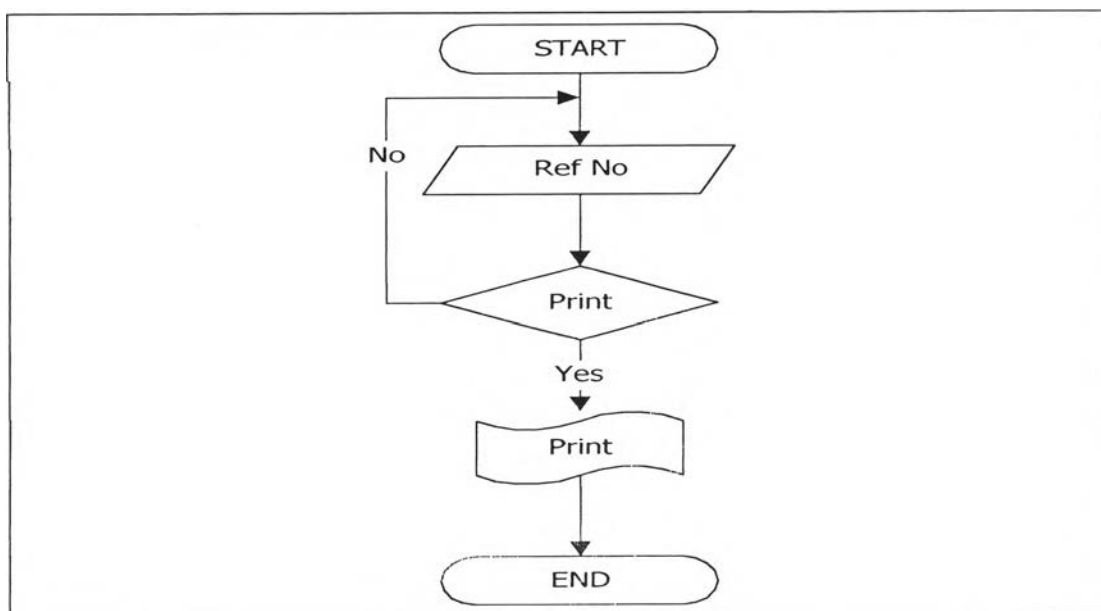 START
No
Ref No
Print
Yes
Print
END